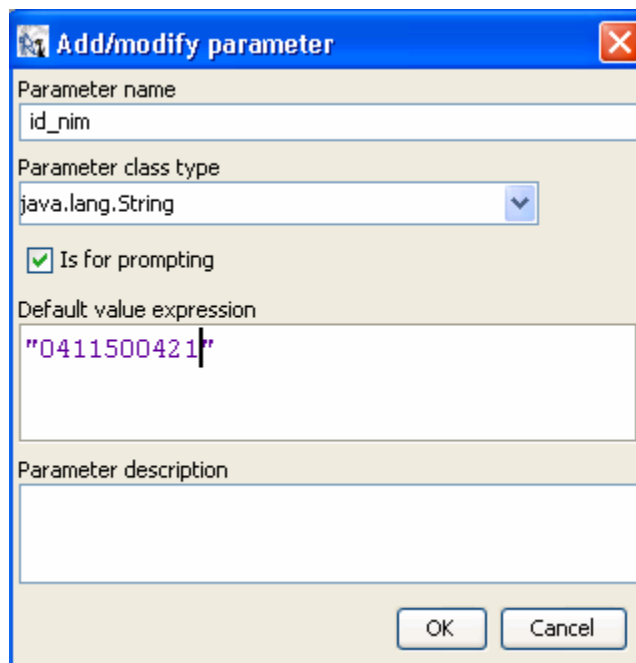 Add/modify parameter
Parameter name
id_nim
Parameter class type
java.lang.String
Is for prompting
Default value expression
"0411500421"
Parameter description
OK Cancel